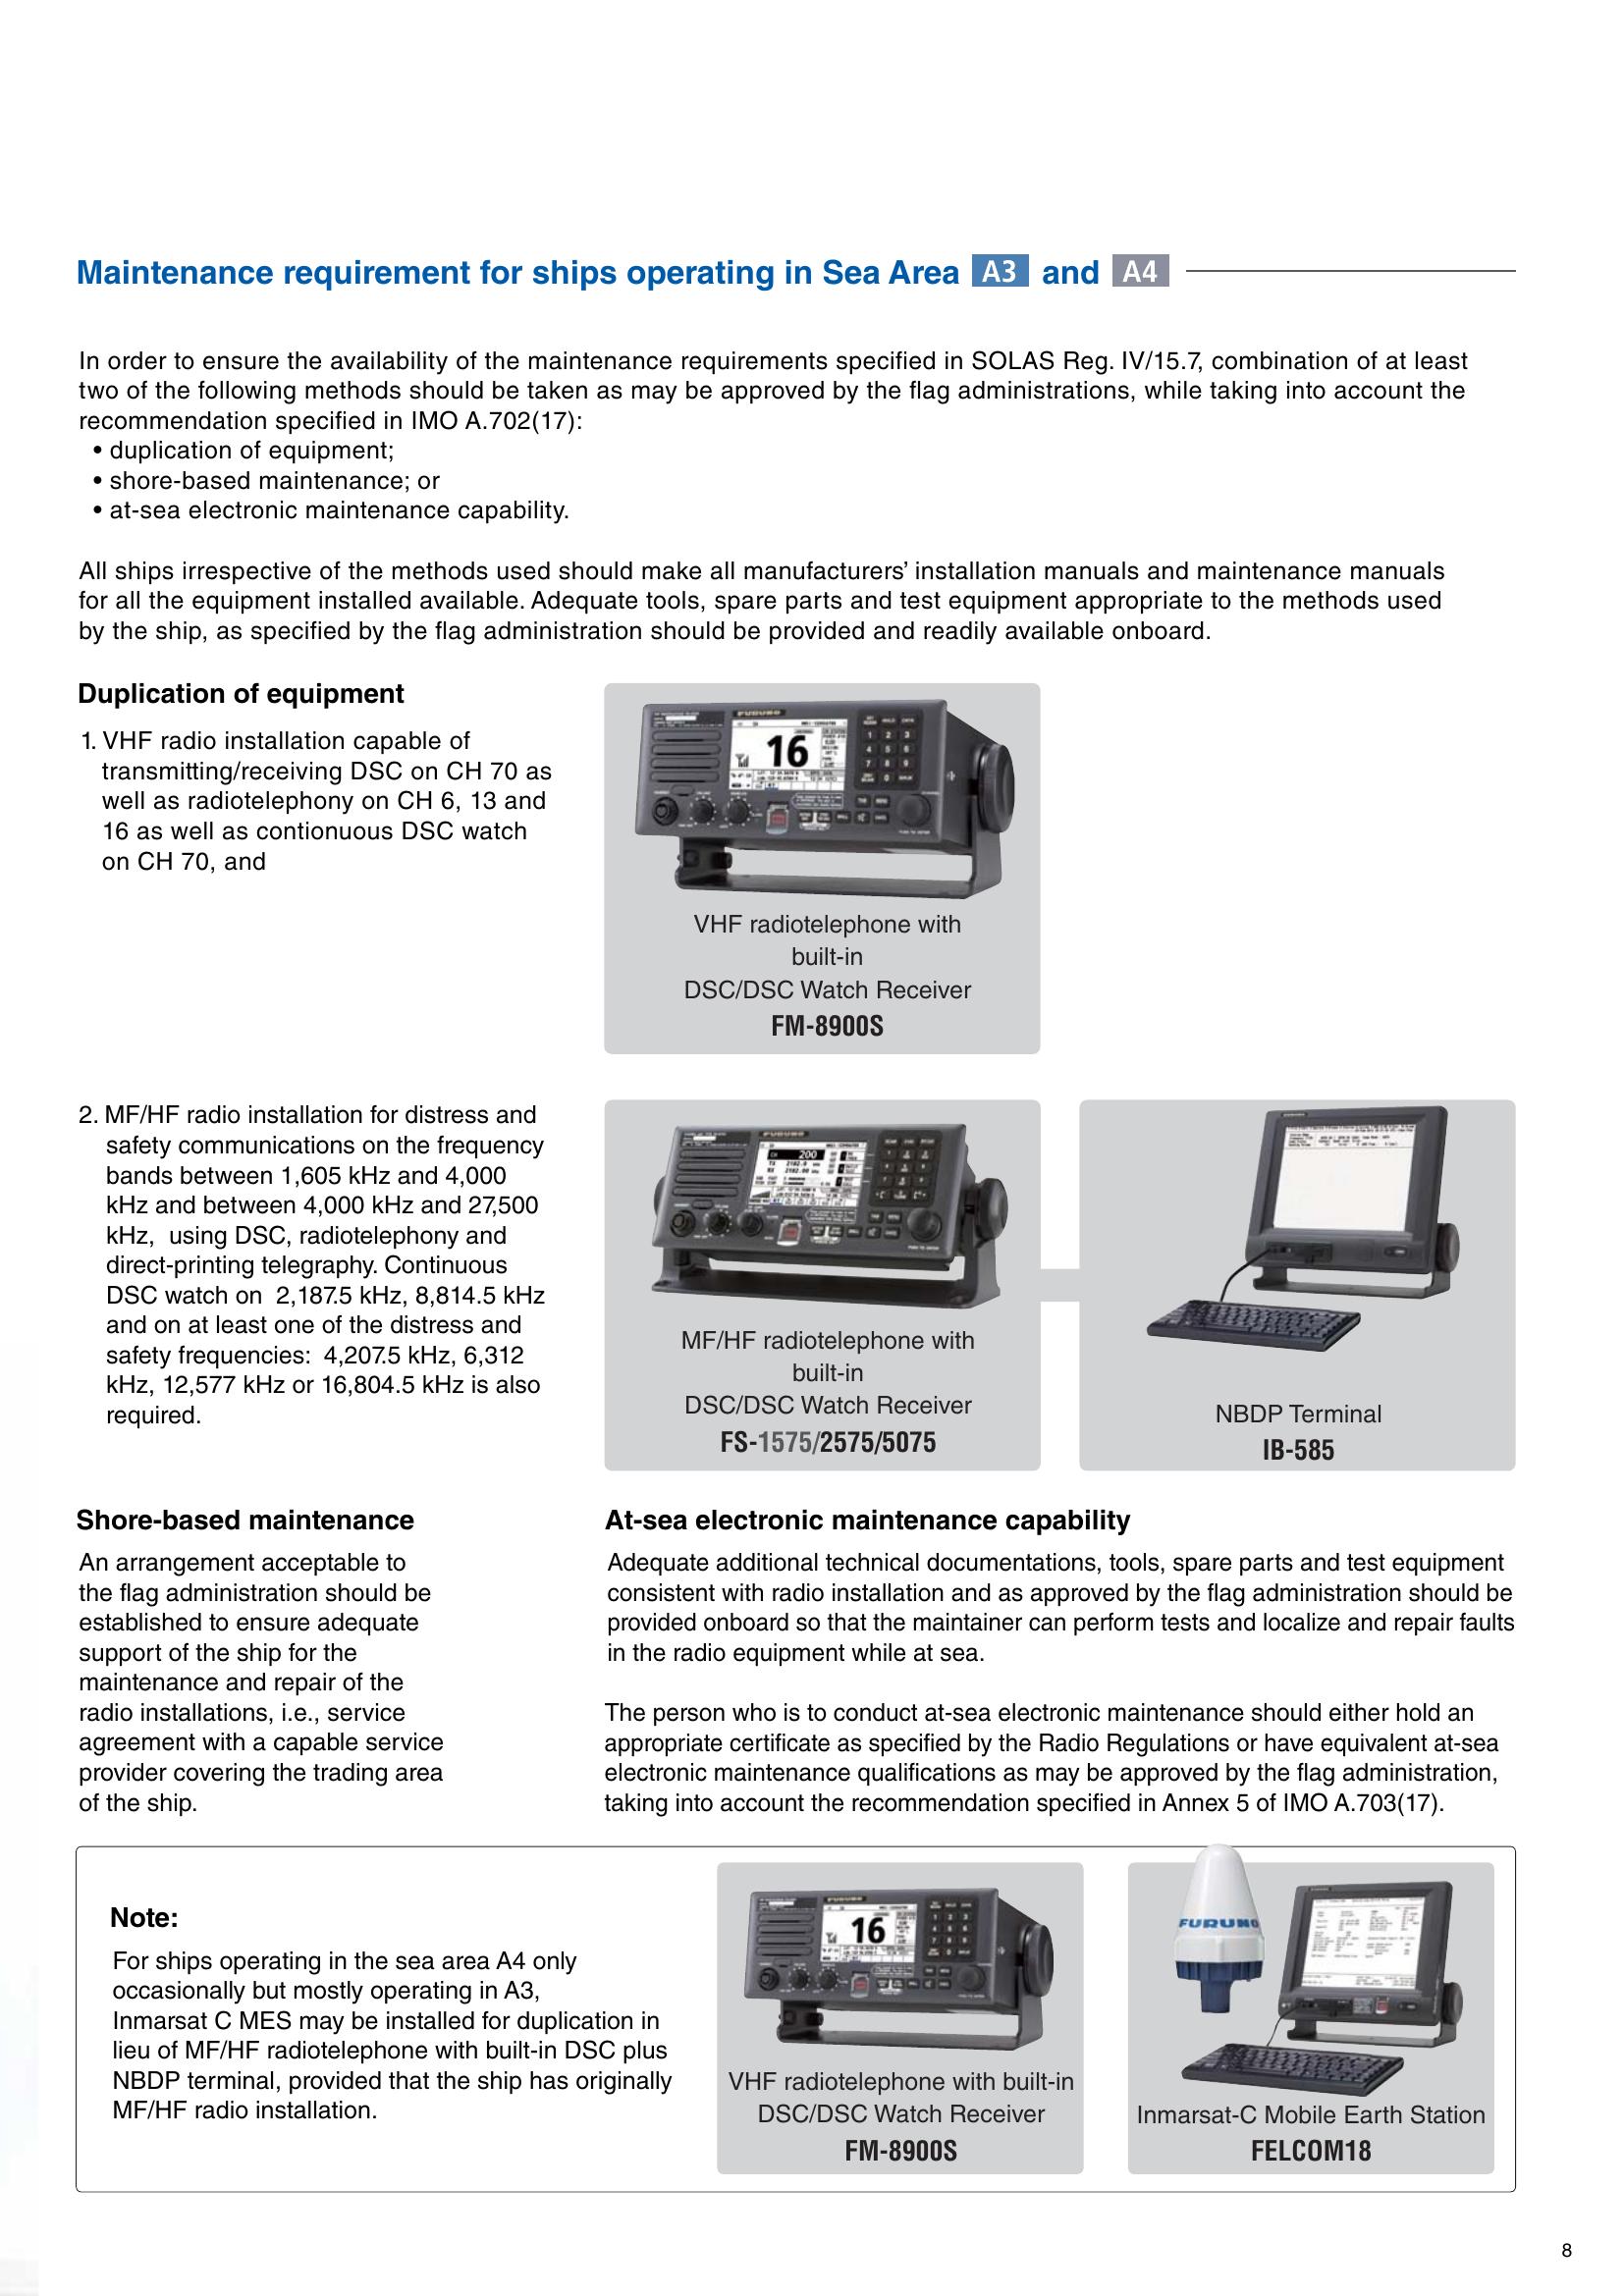 Maintenance requirement for ships operating in Sea Area A3 and A4
In order to ensure the availability of the maintenance requirements specified in SOLAS Reg. IV/15.7, combination of at least
two of the following methods should be taken as may be approved by the flag administrations, while taking into account the
recommendation specified in IMO A.702(17):
• duplication of equipment;
• shore-based maintenance; or
• at-sea electronic maintenance capability.
All ships irrespective of the methods used should make all manufacturers’ installation manuals and maintenance manuals
for all the equipment installed available. Adequate tools, spare parts and test equipment appropriate to the methods used
by the ship, as specified by the flag administration should be provided and readily available onboard.
Duplication of equipment
1. VHF radio installation capable of
transmitting/receiving DSC on CH 70 as
well as radiotelephony on CH 6, 13 and
16 as well as contionuous DSC watch
on CH 70, and
FURUNO
16
VHF radiotelephone with
built-in
DSC/DSC Watch Receiver
FM-8900S
2. MF/HF radio installation for distress and
safety communications on the frequency
bands between 1,605 kHz and 4,000
kHz and between 4,000 kHz and 27,500
kHz, using DSC, radiotelephony and
direct-printing telegraphy. Continuous
DSC watch on 2,187.5 kHz, 8,814.5 kHz
and on at least one of the distress and
safety frequencies: 4,207.5 kHz, 6,312
kHz, 12,577 kHz or 16,804.5 kHz is also
required.
FURUNO
200
MF/HF radiotelephone with
built-in
DSC/DSC Watch Receiver
FS-1575/2575/5075
NBDP Terminal
IB-585
Shore-based maintenance
An arrangement acceptable to
the flag administration should be
established to ensure adequate
support of the ship for the
maintenance and repair of the
radio installations, i.e., service
agreement with a capable service
provider covering the trading area
of the ship.
At-sea electronic maintenance capability
Adequate additional technical documentations, tools, spare parts and test equipment
consistent with radio installation and as approved by the flag administration should be
provided onboard so that the maintainer can perform tests and localize and repair faults
in the radio equipment while at sea.
The person who is to conduct at-sea electronic maintenance should either hold an
appropriate certificate as specified by the Radio Regulations or have equivalent at-sea
electronic maintenance qualifications as may be approved by the flag administration,
taking into account the recommendation specified in Annex 5 of IMO A.703(17).
Note:
For ships operating in the sea area A4 only
occasionally but mostly operating in A3,
Inmarsat C MES may be installed for duplication in
lieu of MF/HF radiotelephone with built-in DSC plus
NBDP terminal, provided that the ship has originally
MF/HF radio installation.
FURUNO
16
VHF radiotelephone with built-in
DSC/DSC Watch Receiver
FM-8900S
FURUNO
Inmarsat-C Mobile Earth Station
FELCOM18
8